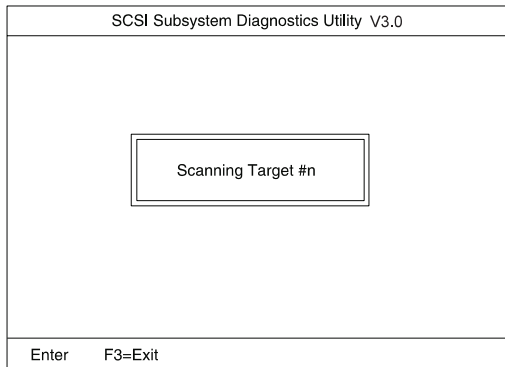 SCSI Subsystem Diagnostics Utility V3.0
Scanning Target #n
Enter F3=Exit